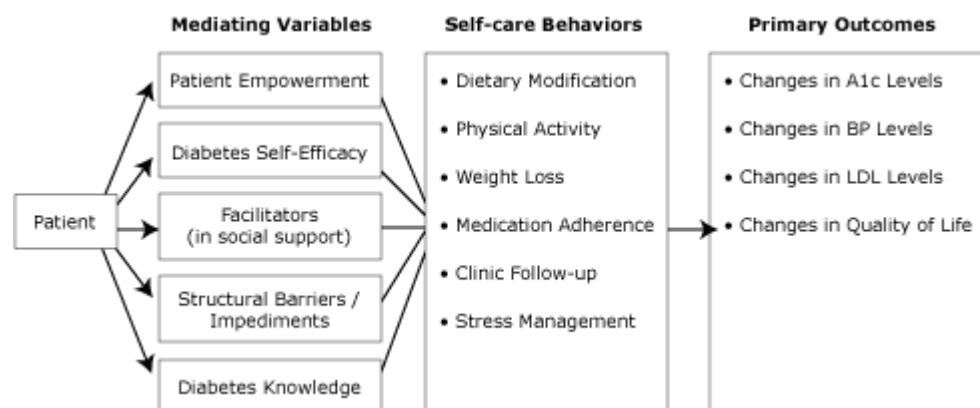 Mediating Variables
Self-care Behaviors
Primary Outcomes
Patient
Patient Empowerment
Diabetes Self-Efficacy
Facilitators
(in social support)
Structural Barriers /
Impediments
Diabetes Knowledge
• Dietary Modification
• Physical Activity
• Weight Loss
• Medication Adherence
• Clinic Follow-up
• Stress Management
• Changes in A1c Levels
• Changes in BP Levels
• Changes in LDL Levels
• Changes in Quality of Life